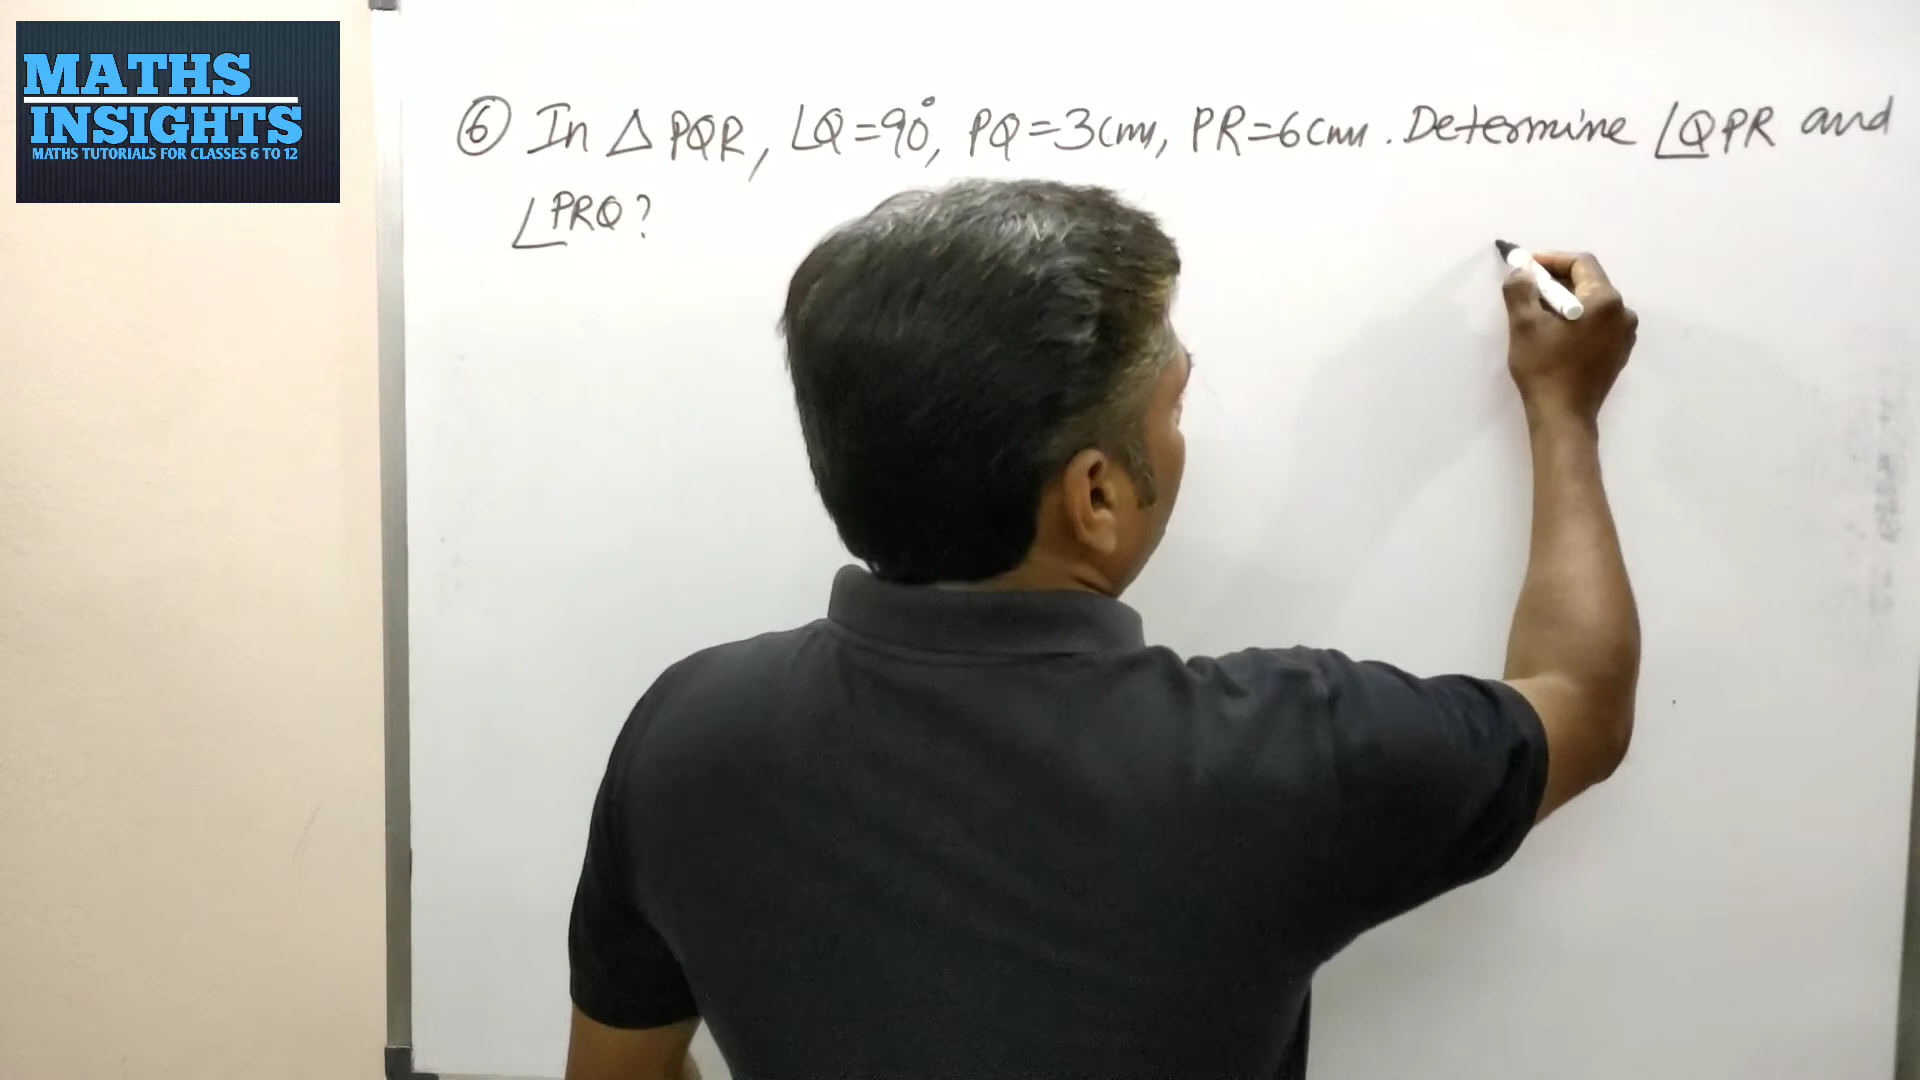 MATHS
INSIGHTS
MATHS TUTORIALS FOR CLASSES 6 TO 12
⑥ In △ PQR, ∠Q=90°, PQ=3cm, PR=6cm. Determine ∠QPR and
∠PRQ?